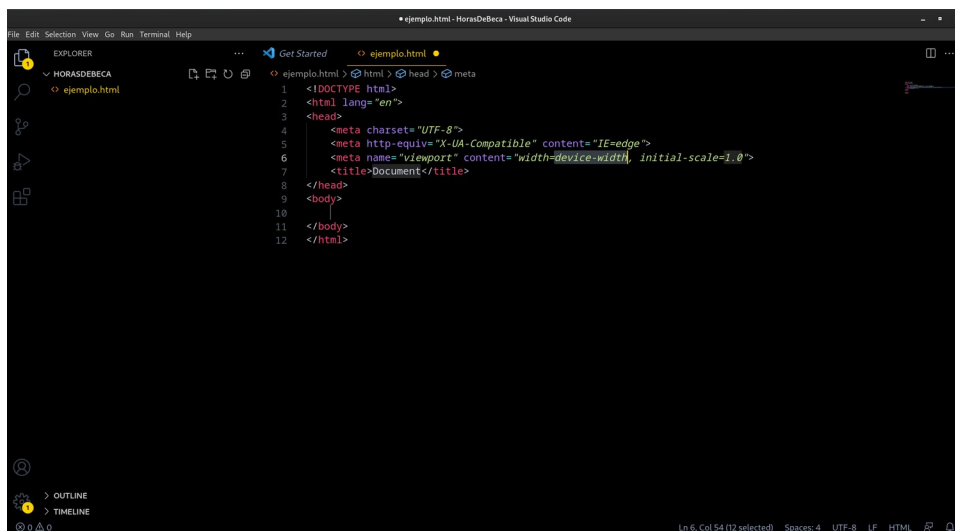 ● ejemplo.html - HorasDeBeca - Visual Studio Code
File Edit Selection View Go Run Terminal Help
EXPLORER ...
HORASDEBECA
<> ejemplo.html
1
1
OUTLINE
TIMELINE
Get Started <> ejemplo.html ● ...
<> ejemplo.html > html > head > meta
1 <!DOCTYPE html>
2 <html lang="en">
3 <head>
4 <meta charset="UTF-8">
5 <meta http-equiv="X-UA-Compatible" content="IE=edge">
6 <meta name="viewport" content="width=device-width, initial-scale=1.0">
7 <title>Document</title>
8 </head>
9 <body>
10
11 </body>
12 </html>
0 0 Ln 6, Col 54 (12 selected) Spaces: 4 UTF-8 LF HTML